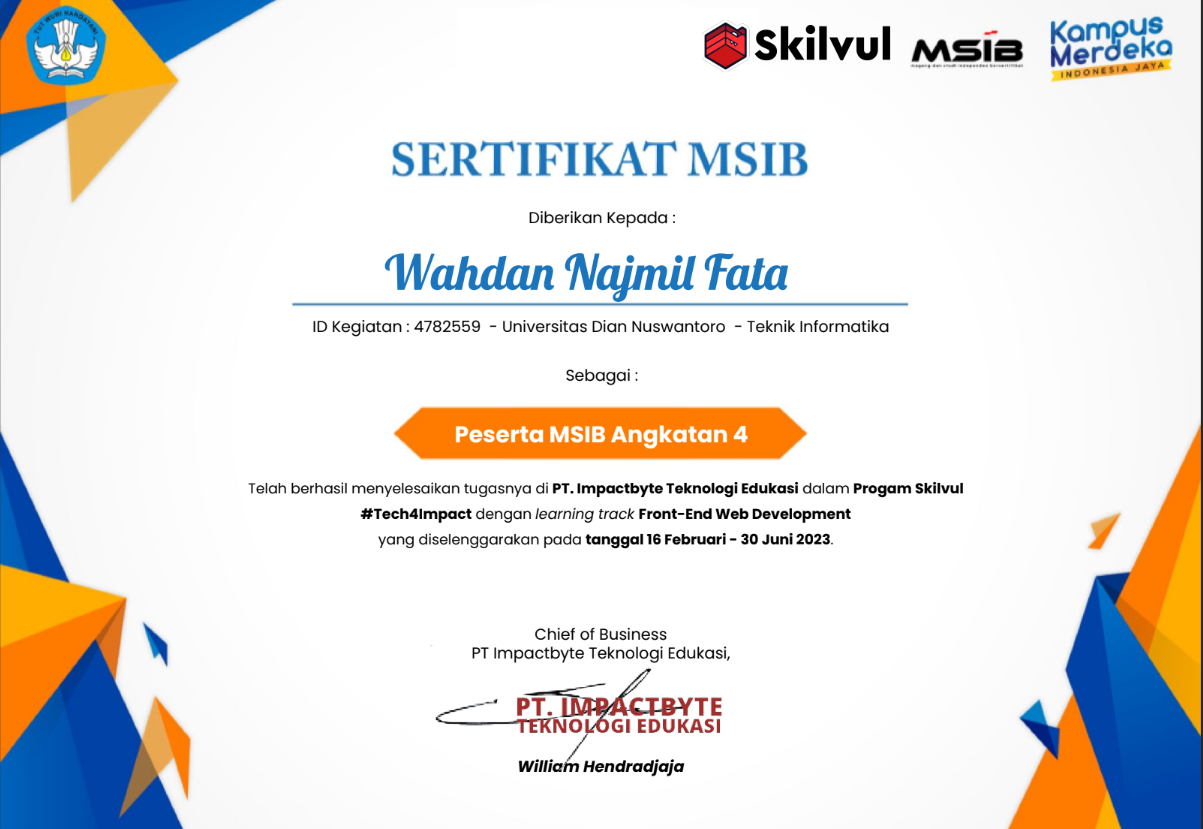 TUT WURI HANDAYANI
Skilvul
MSIB
magang dan studi independen bersertifikat
Kampus
Merdeka
INDONESIA JAYA
SERTIFIKAT MSIB
Diberikan Kepada :
Wahdan Najmil Fata
ID Kegiatan : 4782559 - Universitas Dian Nuswantoro - Teknik Informatika
Sebagai :
Peserta MSIB Angkatan 4
Telah berhasil menyelesaikan tugasnya di PT. Impactbyte Teknologi Edukasi dalam Progam Skilvul
#Tech4Impact dengan learning track Front-End Web Development
yang diselenggarakan pada tanggal 16 Februari - 30 Juni 2023.
Chief of Business
PT Impactbyte Teknologi Edukasi,
PT. IMPACTBYTE
TEKNOLOGI EDUKASI
William Hendradjaja